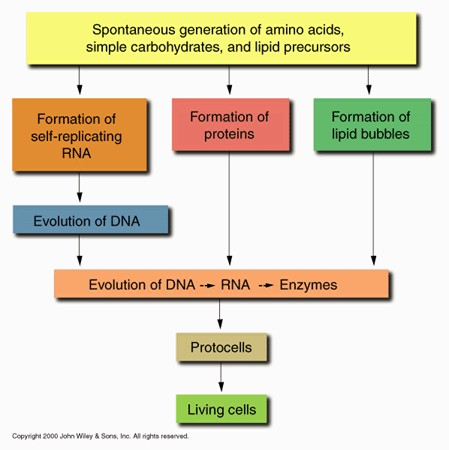 Spontaneous generation of amino acids,
simple carbohydrates, and lipid precursors
Formation of
self-replicating
RNA
Formation of
proteins
Formation of
lipid bubbles
Evolution of DNA
Evolution of DNA --► RNA --► Enzymes
Protocells
Living cells
Copyright 2000 John Wiley & Sons, Inc. All rights reserved.